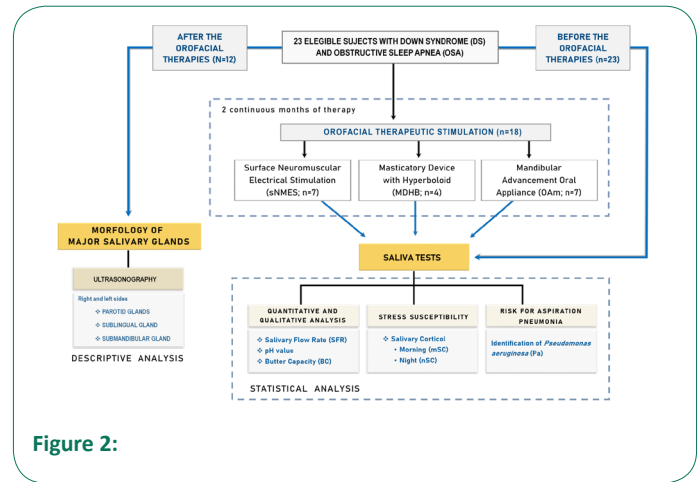 AFTER THE
OROFACIAL
THERAPIES (N=12)
23 ELEGIBLE SUJECTS WITH DOWN SYNDROME (DS)
AND OBSTRUCTIVE SLEEP APNEA (OSA)
BEFORE THE
OROFACIAL
THERAPIES (n=23)
2 continuous months of therapy
OROFACIAL THERAPEUTIC STIMULATION (n=18)
Surface Neuromuscular
Electrical Stimulation
(sNMES; n=7)
Masticatory Device
with Hyperboloid
(MDHB; n=4)
Mandibular
Advancement Oral
Appliance (OAm; n=7)
MORFOLOGY OF
MAJOR SALIVARY GLANDS
ULTRASONOGRAPHY
Right and left sides
❖ PAROTID GLANDS
❖ SUBLINGUAL GLAND
❖ SUBMANDIBULAR GLAND
DESCRIPTIVE ANALYSIS
SALIVA TESTS
QUANTITATIVE AND
QUALITATIVE ANALYSIS
❖ Salivary Flow Rate (SFR)
❖ pH value
❖ Butter Capacity (BC)
STRESS SUSCEPTIBILITY
❖ Salivary Cortical
• Morning (mSC)
• Night (nSC)
RISK FOR ASPIRATION
PNEUMONIA
Identification of Pseudomonas
aeruginosa (Pa)
STATISTICAL ANALYSIS
Figure 2: